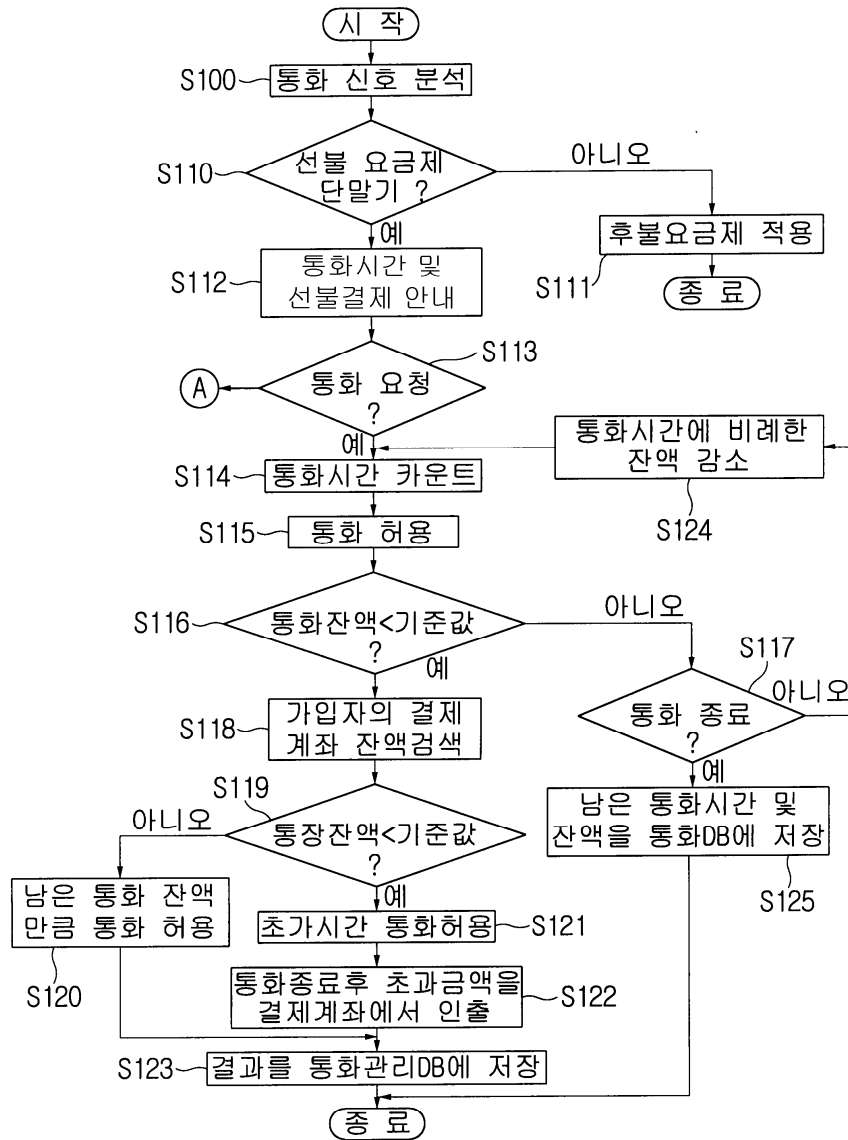 시 작
S100
통화 신호 분석
S110
선불 요금제
단말기 ?
아니오
예
후불요금제 적용
S111
종 료
S112
통화시간 및
선불결제 안내
S113
통화 요청
?
A
예
통화시간에 비례한
잔액 감소
S124
S114
통화시간 카운트
S115
통화 허용
S116
통화잔액<기준값
?
아니오
예
S117
통화 종료
?
아니오
예
S118
가입자의 결제
계좌 잔액검색
S119
통장잔액<기준값
?
아니오
예
남은 통화시간 및
잔액을 통화DB에 저장
S125
남은 통화 잔액
만큼 통화 허용
S120
초가시간 통화허용
S121
통화종료후 초과금액을
결제계좌에서 인출
S122
S123
결과를 통화관리DB에 저장
종 료